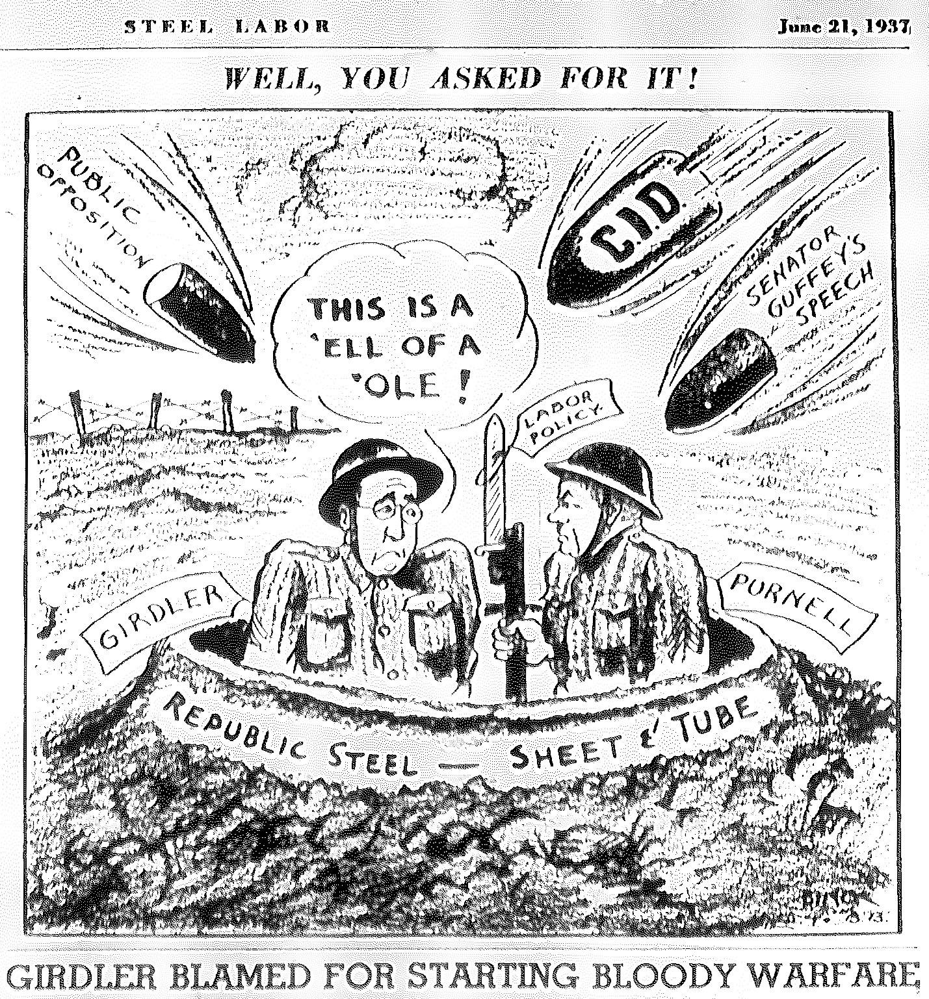 STEEL LABOR
June 21, 1937
WELL, YOU ASKED FOR IT!
PUBLIC
OPPOSITION
C.I.O.
SENATOR
GUFFEY'S
SPEECH
THIS IS A
'ELL OF A
'OLE!
LABOR
POLICY
GIRDLER
PURNELL
REPUBLIC STEEL — SHEET & TUBE
GIRDLER BLAMED FOR STARTING BLOODY WARFARE